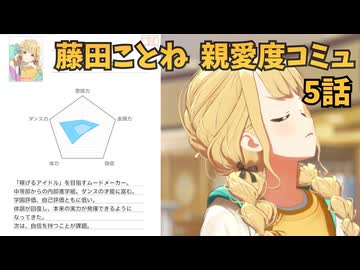 藤田ことね 親愛度コミュ
5話
歌唱力
ダンス力
表現力
体力
自信
「稼げるアイドル」を目指すムードメーカー。
中等部からの内部進学組。ダンスの才能に富む。
学園評価、自己評価ともに低い。
体調が回復し、本来の実力が発揮できるように
なってきた。
次は、自信を持つことが課題。